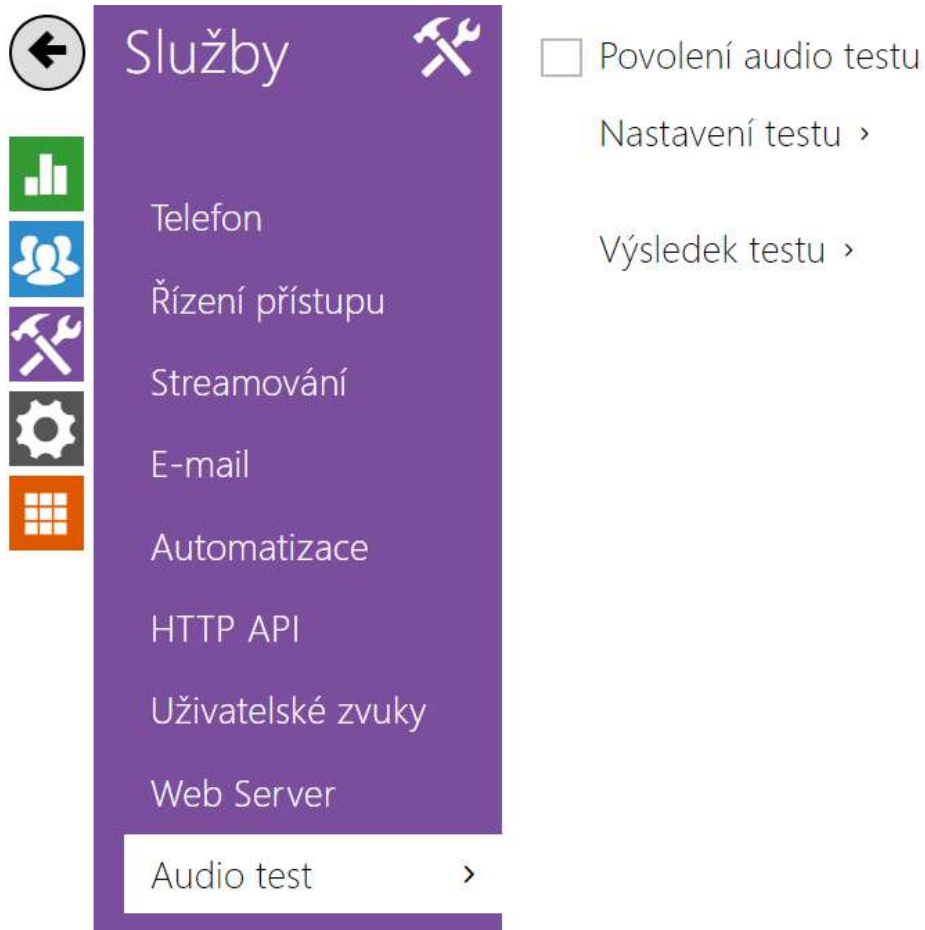 Služby
Telefon
Řízení přístupu
Streamování
E-mail
Automatizace
HTTP API
Uživatelské zvuky
Web Server
Audio test
Povolení audio testu
Nastavení testu
Výsledek testu